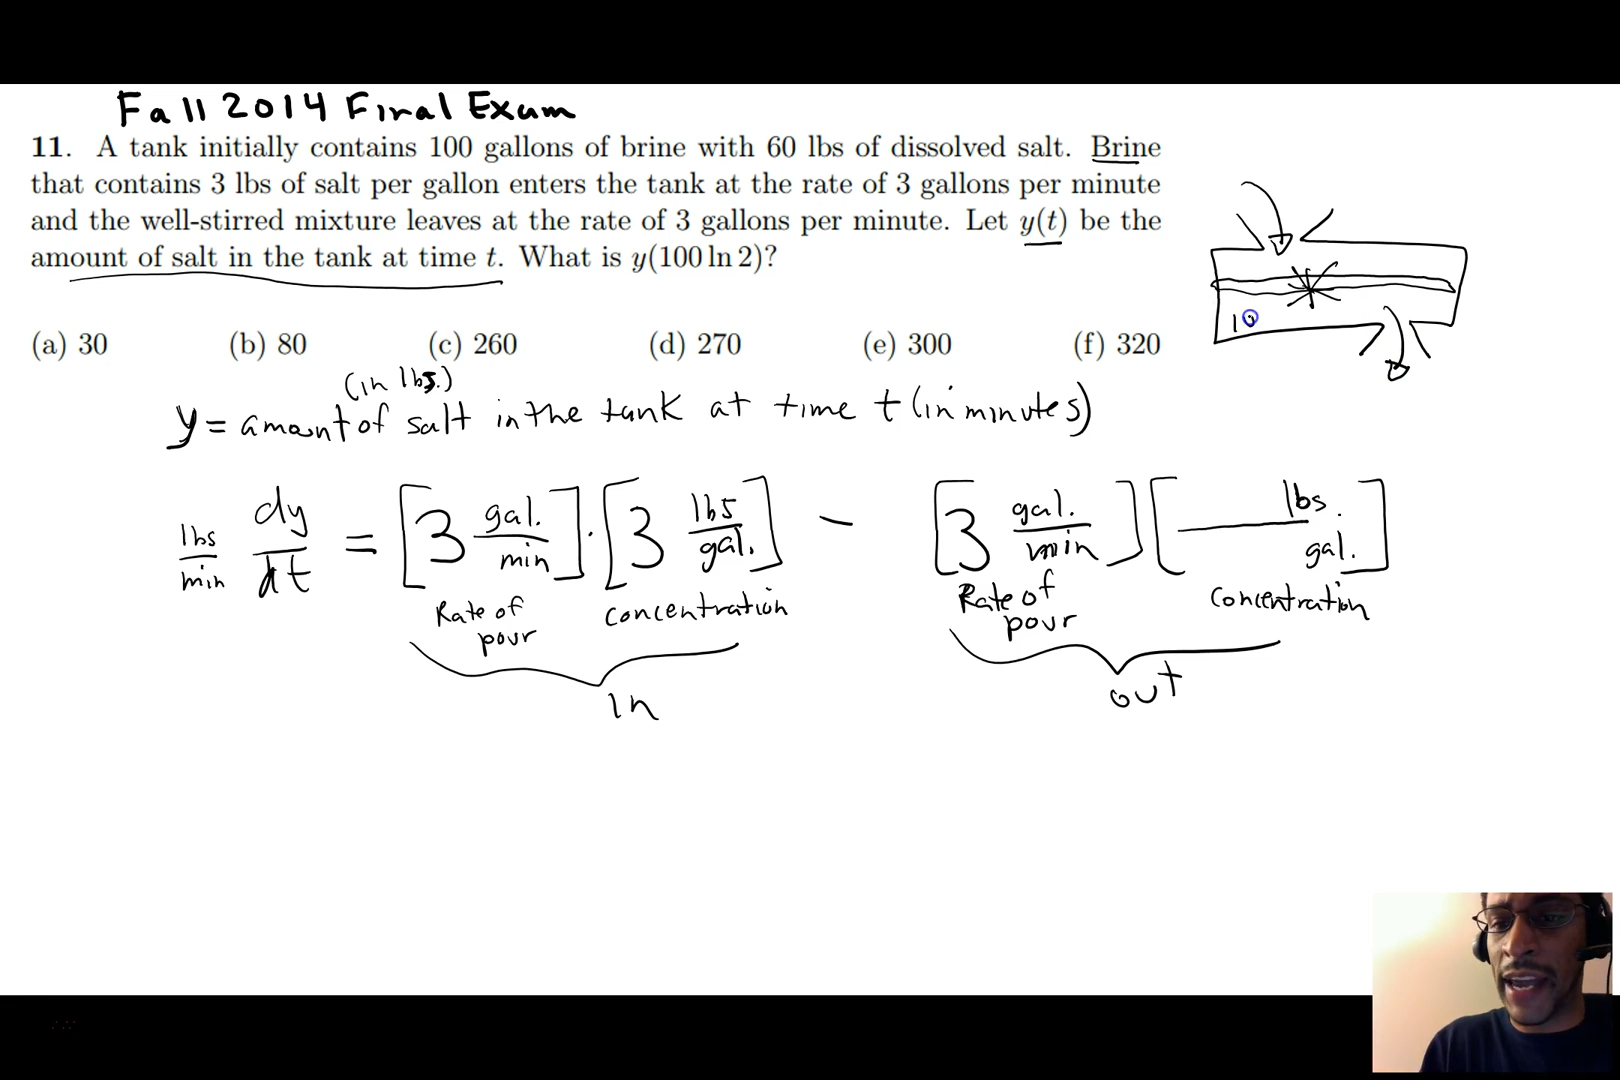 Fall 2014 Final Exam
11. A tank initially contains 100 gallons of brine with 60 lbs of dissolved salt. Brine
that contains 3 lbs of salt per gallon enters the tank at the rate of 3 gallons per minute
and the well-stirred mixture leaves at the rate of 3 gallons per minute. Let y(t) be the
amount of salt in the tank at time t. What is y(100 ln 2)?
10
(a) 30 (b) 80 (c) 260 (d) 270 (e) 300 (f) 320
(in lbs.)
y = amount of salt in the tank at time t (in minutes)
lbs/min dy/dt = [3 gal./min] · [3 lbs/gal.] − [3 gal./min] [ lbs./gal.]
Rate of pour Concentration Rate of pour Concentration
In out